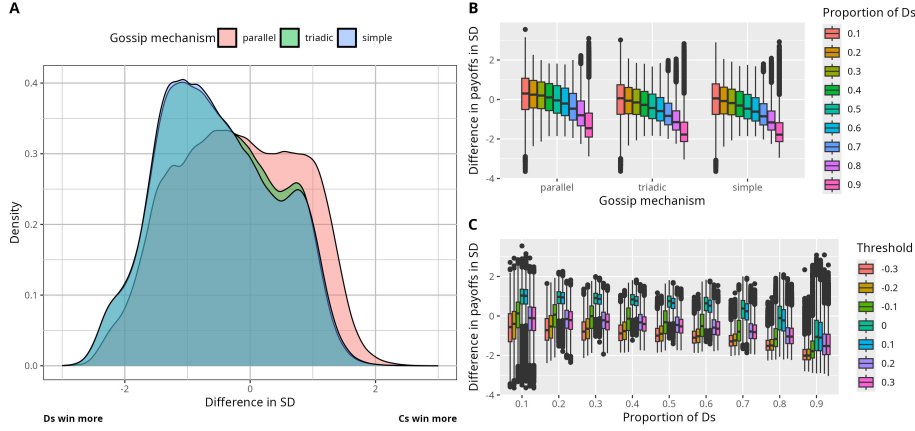 A
Gossip mechanism parallel triadic simple
Density
0.4
0.3
0.2
0.1
0.0
-2 0 2
Difference in SD
Ds win more Cs win more
B
Difference in payoffs in SD
2
0
-2
-4
parallel triadic simple
Gossip mechanism
Proportion of Ds
0.1
0.2
0.3
0.4
0.5
0.6
0.7
0.8
0.9
C
Difference in payoffs in SD
2
0
-2
-4
0.1 0.2 0.3 0.4 0.5 0.6 0.7 0.8 0.9
Proportion of Ds
Threshold
-0.3
-0.2
-0.1
0
0.1
0.2
0.3